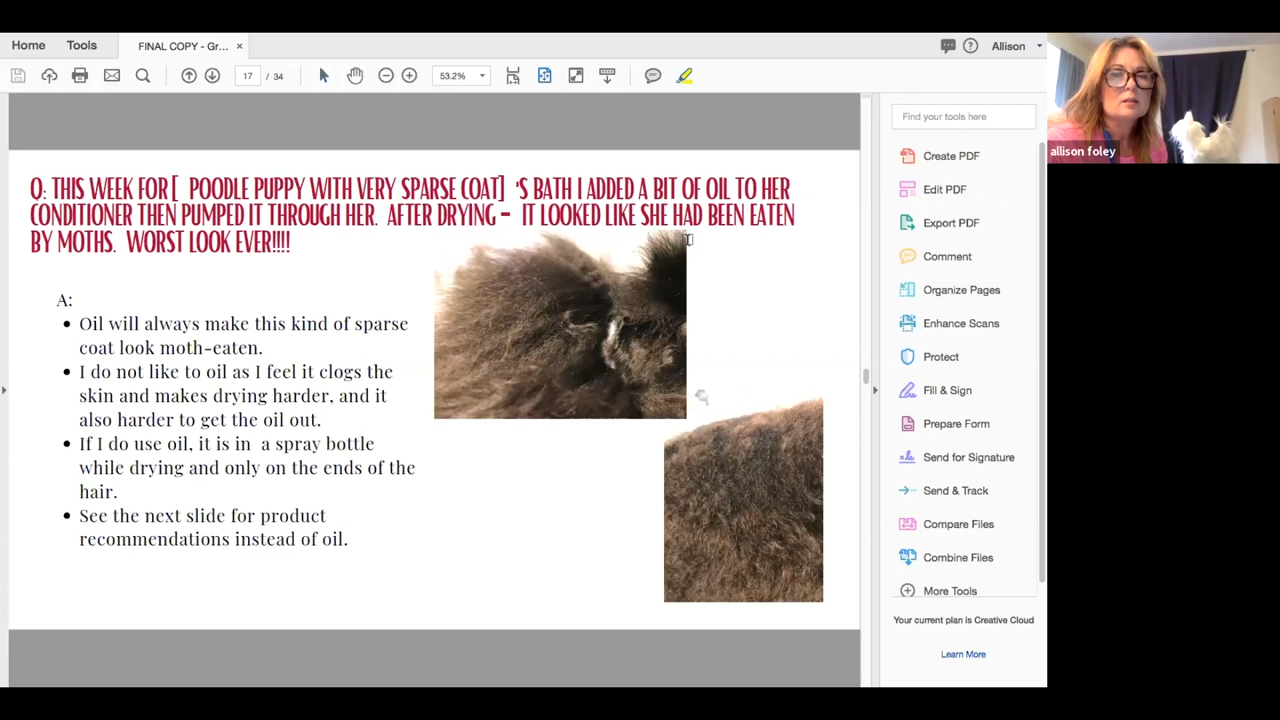 Home
Tools
FINAL COPY - Gr...
×
Allison
17 / 34
53.2%
Q: THIS WEEK FOR [ POODLE PUPPY WITH VERY SPARSE COAT] 'S BATH I ADDED A BIT OF OIL TO HER
CONDITIONER THEN PUMPED IT THROUGH HER. AFTER DRYING - IT LOOKED LIKE SHE HAD BEEN EATEN
BY MOTHS. WORST LOOK EVER!!!!
A:
• Oil will always make this kind of sparse
coat look moth-eaten.
• I do not like to oil as I feel it clogs the
skin and makes drying harder, and it
also harder to get the oil out.
• If I do use oil, it is in a spray bottle
while drying and only on the ends of the
hair.
• See the next slide for product
recommendations instead of oil.
Find your tools here
Create PDF
Edit PDF
Export PDF
Comment
Organize Pages
Enhance Scans
Protect
Fill & Sign
Prepare Form
Send for Signature
Send & Track
Compare Files
Combine Files
More Tools
Your current plan is Creative Cloud
Learn More
allison foley